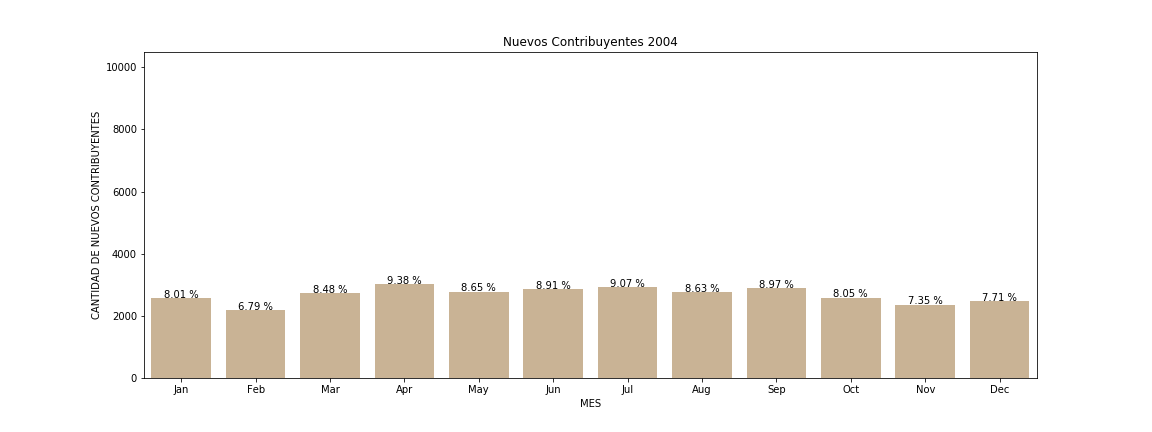 Nuevos Contribuyentes 2004
CANTIDAD DE NUEVOS CONTRIBUYENTES
10000
8000
6000
4000
2000
0
8.01 %
6.79 %
8.48 %
9.38 %
8.65 %
8.91 %
9.07 %
8.63 %
8.97 %
8.05 %
7.35 %
7.71 %
Jan
Feb
Mar
Apr
May
Jun
Jul
Aug
Sep
Oct
Nov
Dec
MES